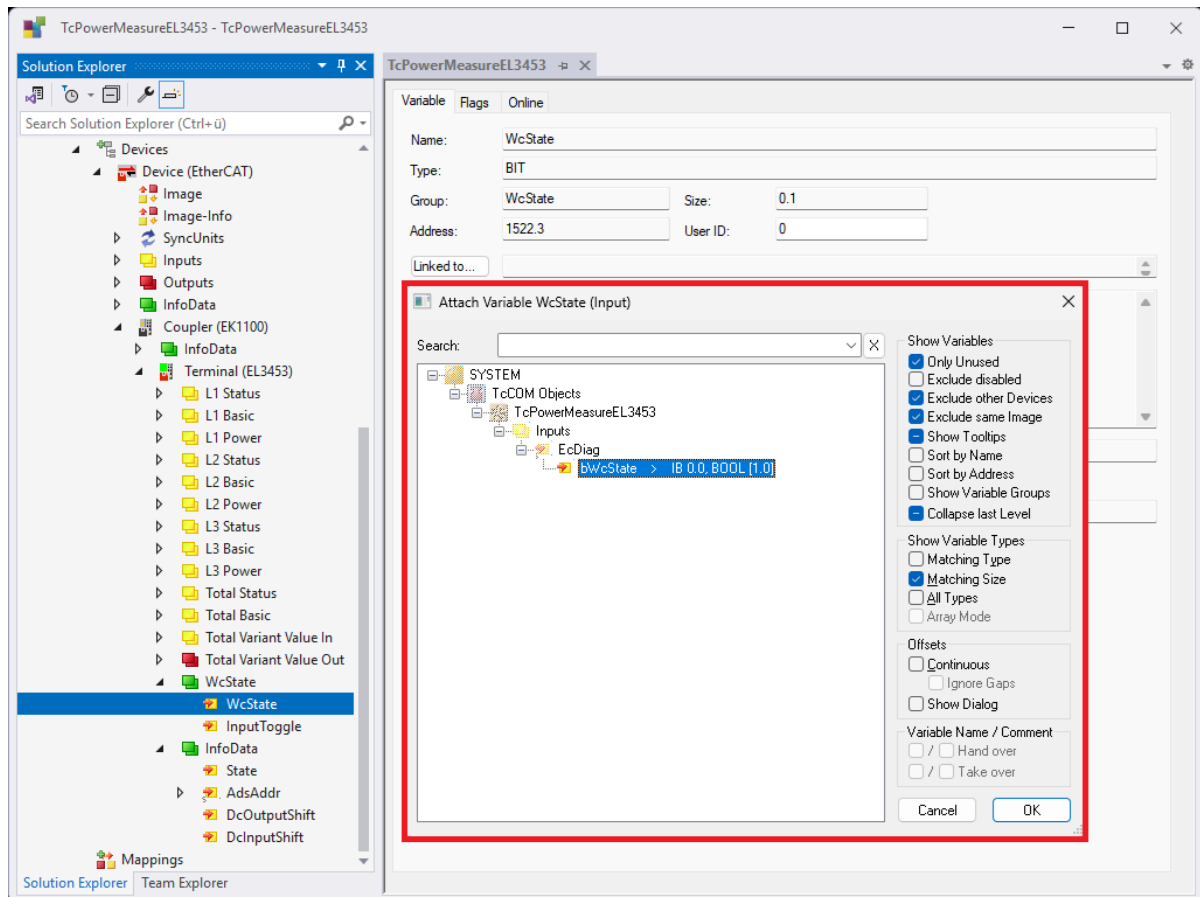 TcPowerMeasureEL3453 - TcPowerMeasureEL3453
Solution Explorer
Search Solution Explorer (Ctrl+ü)
Devices
Device (EtherCAT)
Image
Image-Info
SyncUnits
Inputs
Outputs
InfoData
Coupler (EK1100)
InfoData
Terminal (EL3453)
L1 Status
L1 Basic
L1 Power
L2 Status
L2 Basic
L2 Power
L3 Status
L3 Basic
L3 Power
Total Status
Total Basic
Total Variant Value In
Total Variant Value Out
WcState
WcState
InputToggle
InfoData
State
AdsAddr
DcOutputShift
DcInputShift
Mappings
Solution Explorer Team Explorer
TcPowerMeasureEL3453
Variable Flags Online
Name: WcState
Type: BIT
Group: WcState Size: 0.1
Address: 1522.3 User ID: 0
Linked to...
Attach Variable WcState (Input)
Search: X
SYSTEM
TcCOM Objects
TcPowerMeasureEL3453
Inputs
EcDiag
bWcState > IB 0.0, BOOL [1.0]
Show Variables
Only Unused
Exclude disabled
Exclude other Devices
Exclude same Image
Show Tooltips
Sort by Name
Sort by Address
Show Variable Groups
Collapse last Level
Show Variable Types
Matching Type
Matching Size
All Types
Array Mode
Offsets
Continuous
Ignore Gaps
Show Dialog
Variable Name / Comment
/ Hand over
/ Take over
Cancel OK